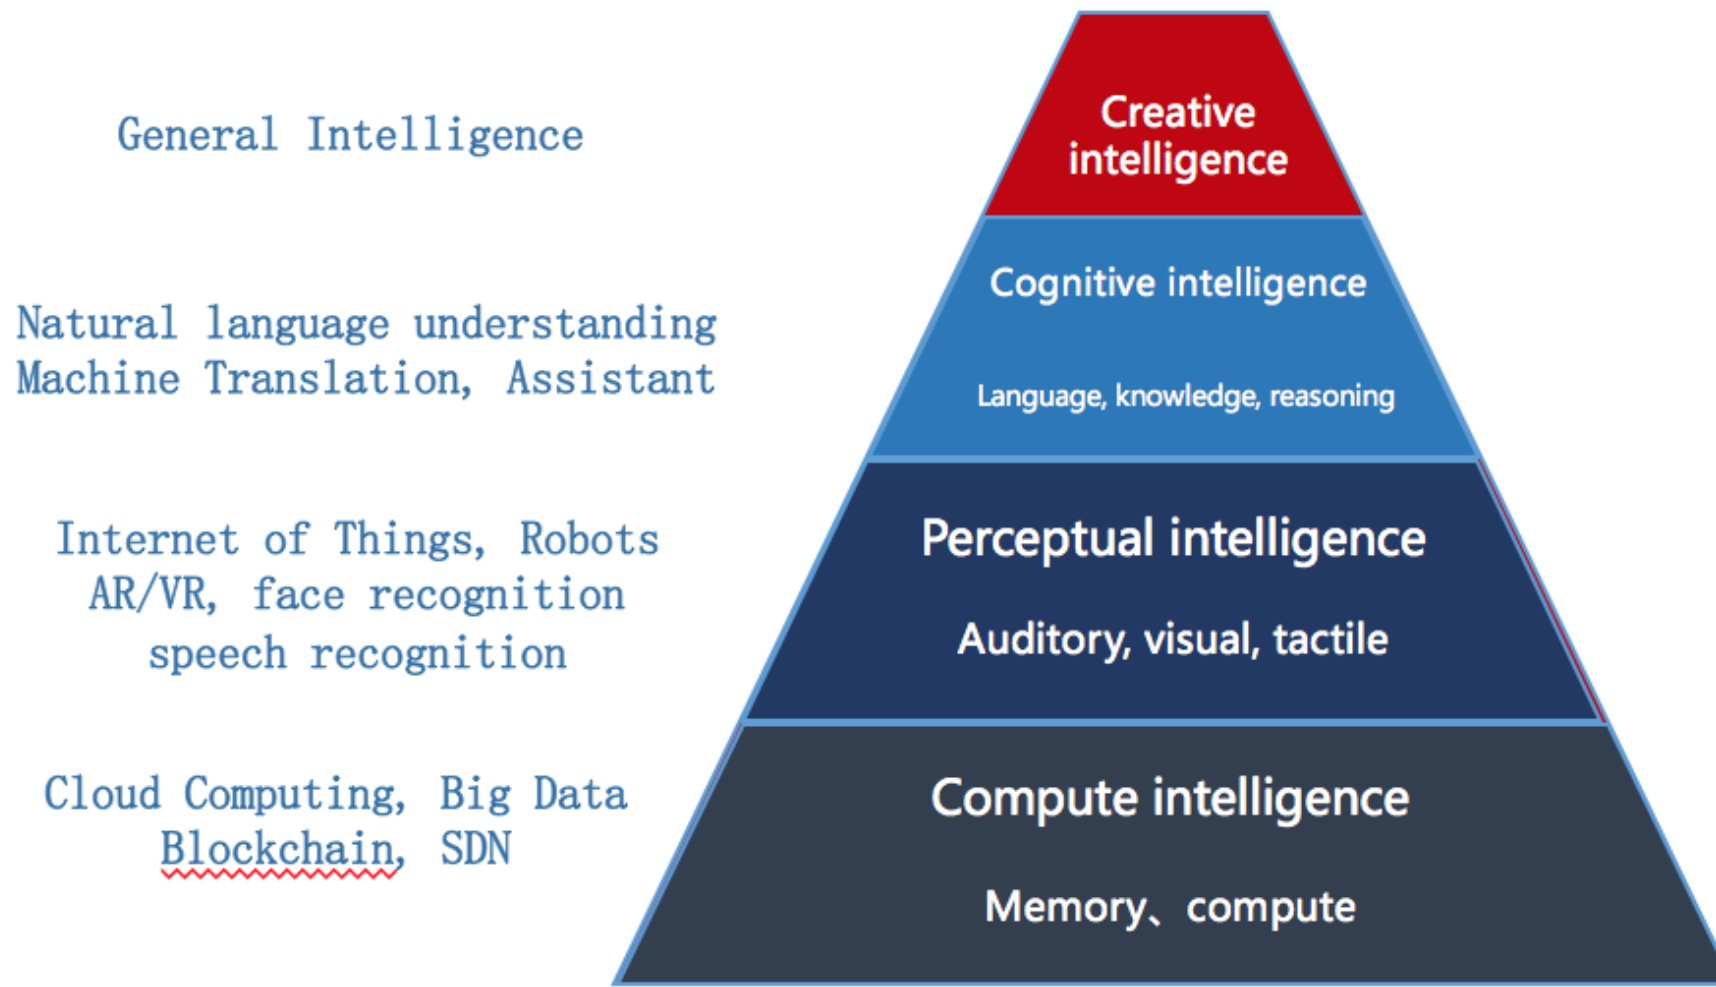 General Intelligence
Creative
intelligence
Natural language understanding
Machine Translation, Assistant
Cognitive intelligence
Language, knowledge, reasoning
Internet of Things, Robots
AR/VR, face recognition
speech recognition
Perceptual intelligence
Auditory, visual, tactile
Cloud Computing, Big Data
Blockchain, SDN
Compute intelligence
Memory、compute